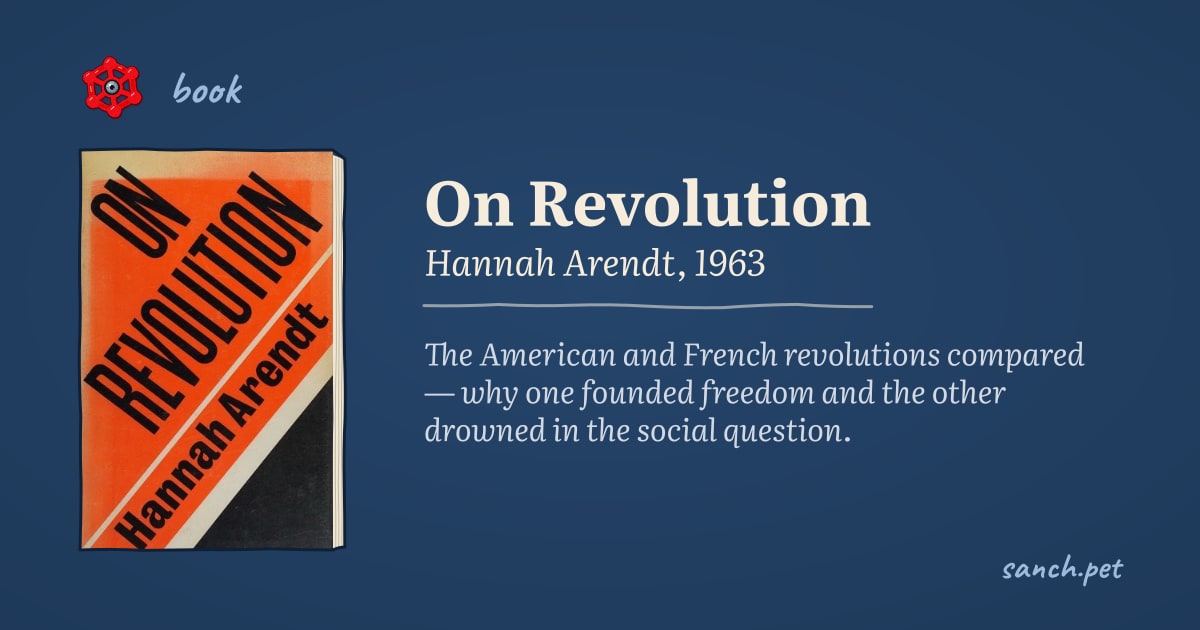 book
ON
REVOLUTION
Hannah Arendt
On Revolution
Hannah Arendt, 1963
The American and French revolutions compared
— why one founded freedom and the other
drowned in the social question.
sanch.pet